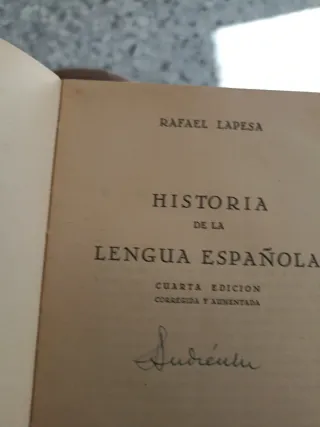 RAFAEL LAPESA
HISTORIA
DE LA
LENGUA ESPAÑOLA
CUARTA EDICION
CORREGIDA Y AUMENTADA